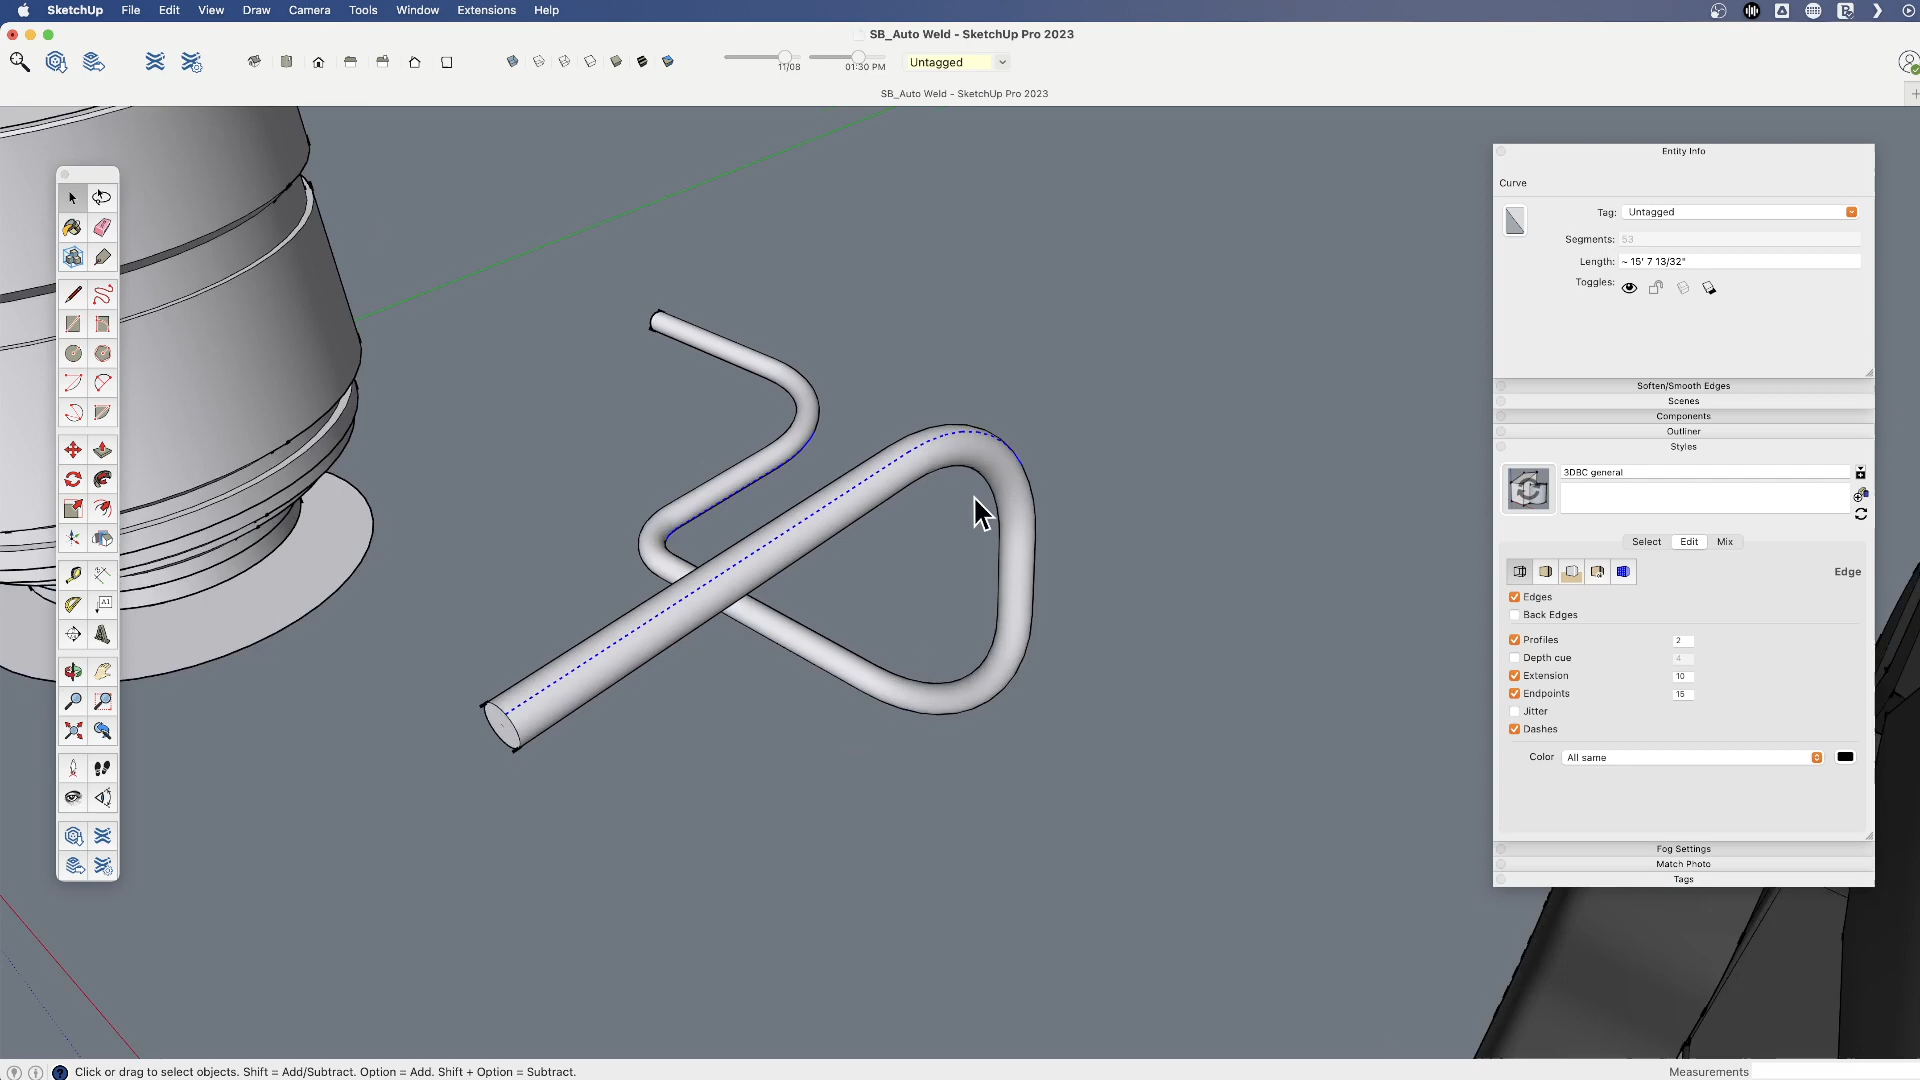 SketchUp File Edit View Draw Camera Tools Window Extensions Help
SB_Auto Weld - SketchUp Pro 2023
11/08 01:30 PM Untagged
SB_Auto Weld - SketchUp Pro 2023
Entity Info
Curve
Tag: Untagged
Segments: 53
Length: ~ 15' 7 13/32"
Toggles:
Soften/Smooth Edges
Scenes
Components
Outliner
Styles
3DBC general
Select Edit Mix
Edge
Edges
Back Edges
Profiles 2
Depth cue 4
Extension 10
Endpoints 15
Jitter
Dashes
Color All same
Fog Settings
Match Photo
Tags
Click or drag to select objects. Shift = Add/Subtract. Option = Add. Shift + Option = Subtract.
Measurements